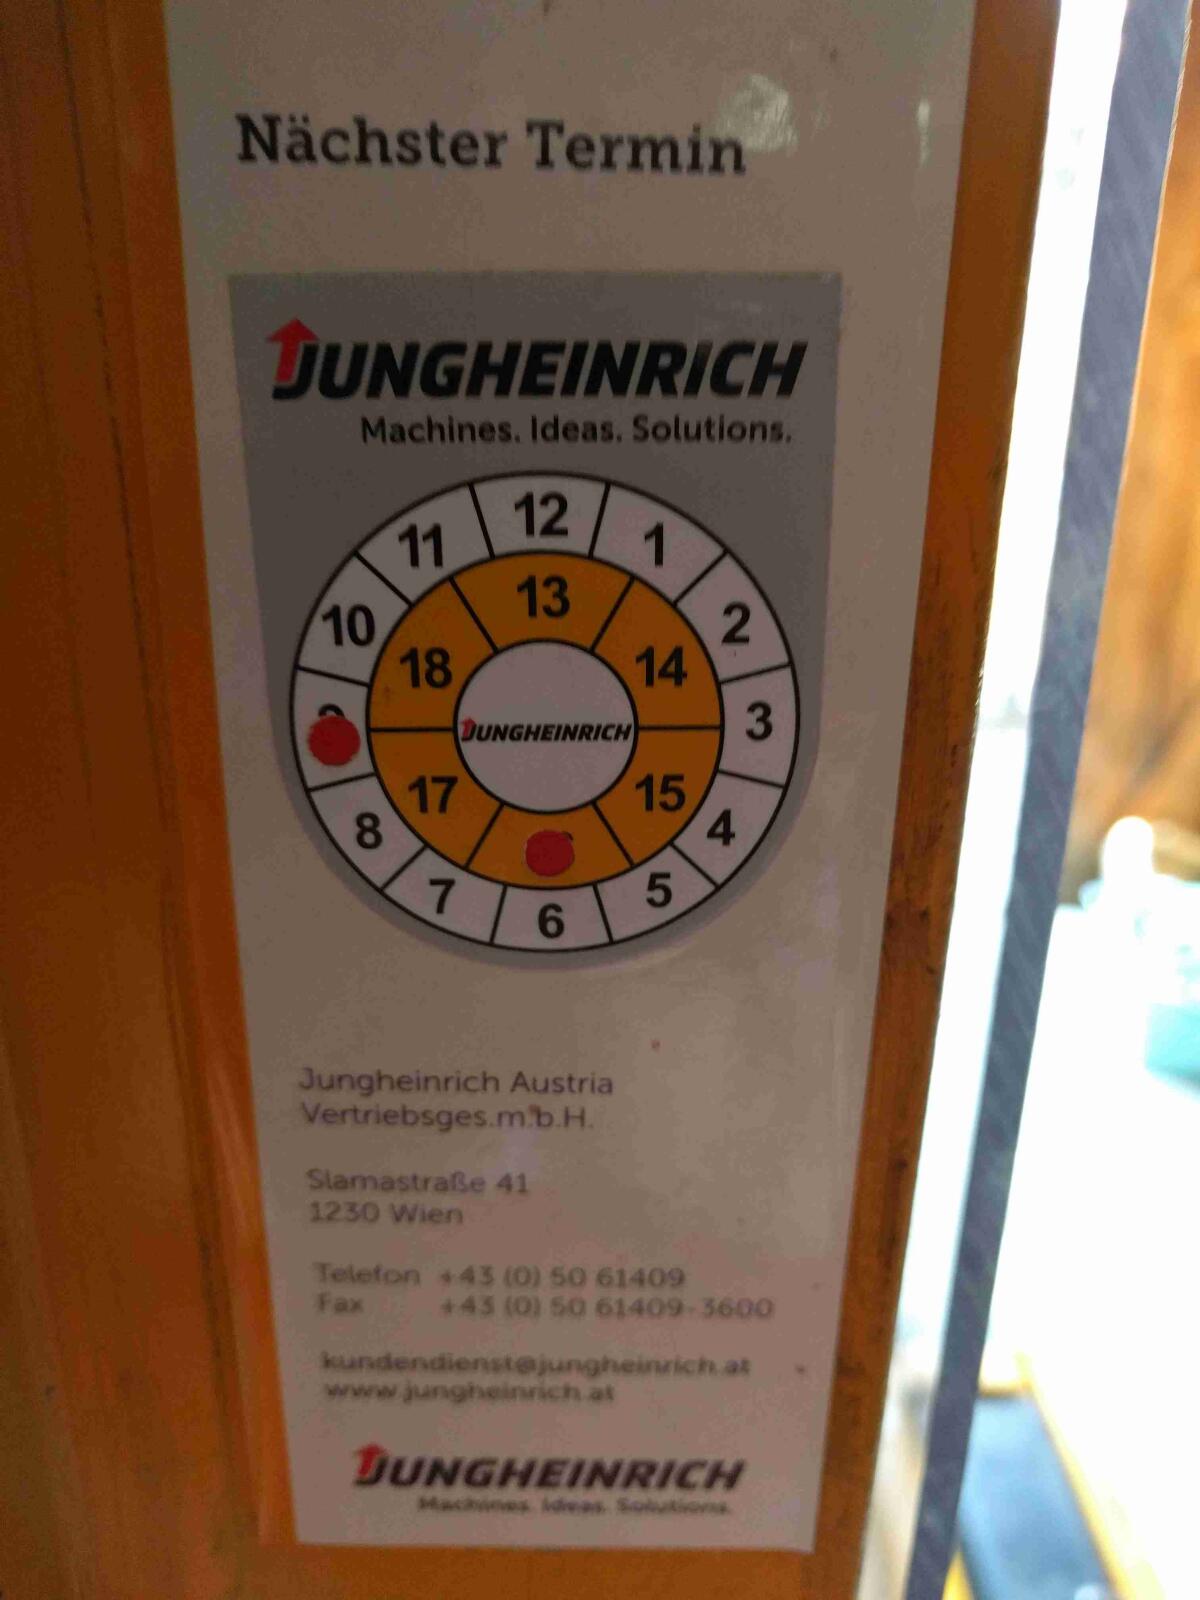 Nächster Termin
JUNGHEINRICH
Machines. Ideas. Solutions.
12
11
1
10
2
13
18
14
3
JUNGHEINRICH
17
15
8
4
7
5
6
Jungheinrich Austria
Vertriebsges.m.b.H.
Slamastraße 41
1230 Wien
Telefon +43 (0) 50 61409
Fax +43 (0) 50 61409-3600
kundendienst@jungheinrich.at
www.jungheinrich.at
JUNGHEINRICH
Machines. Ideas. Solutions.